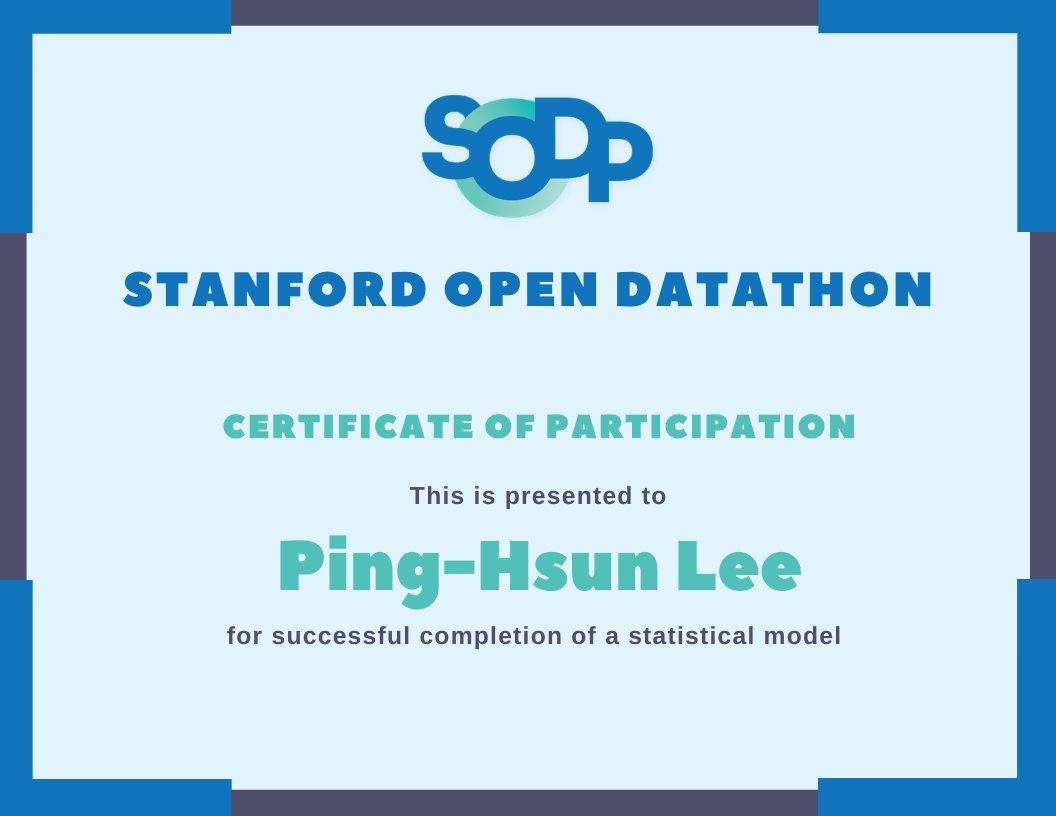 SODP
STANFORD OPEN DATATHON
CERTIFICATE OF PARTICIPATION
This is presented to
Ping-Hsun Lee
for successful completion of a statistical model